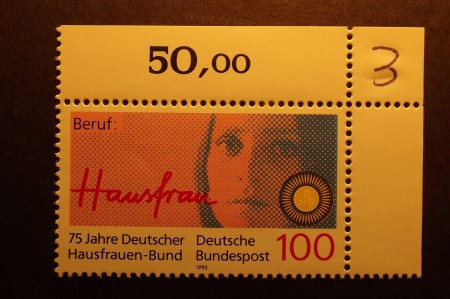 50,00
3
Beruf:
Hausfrau
75 Jahre Deutscher
Hausfrauen-Bund
Deutsche
Bundespost
1990
100